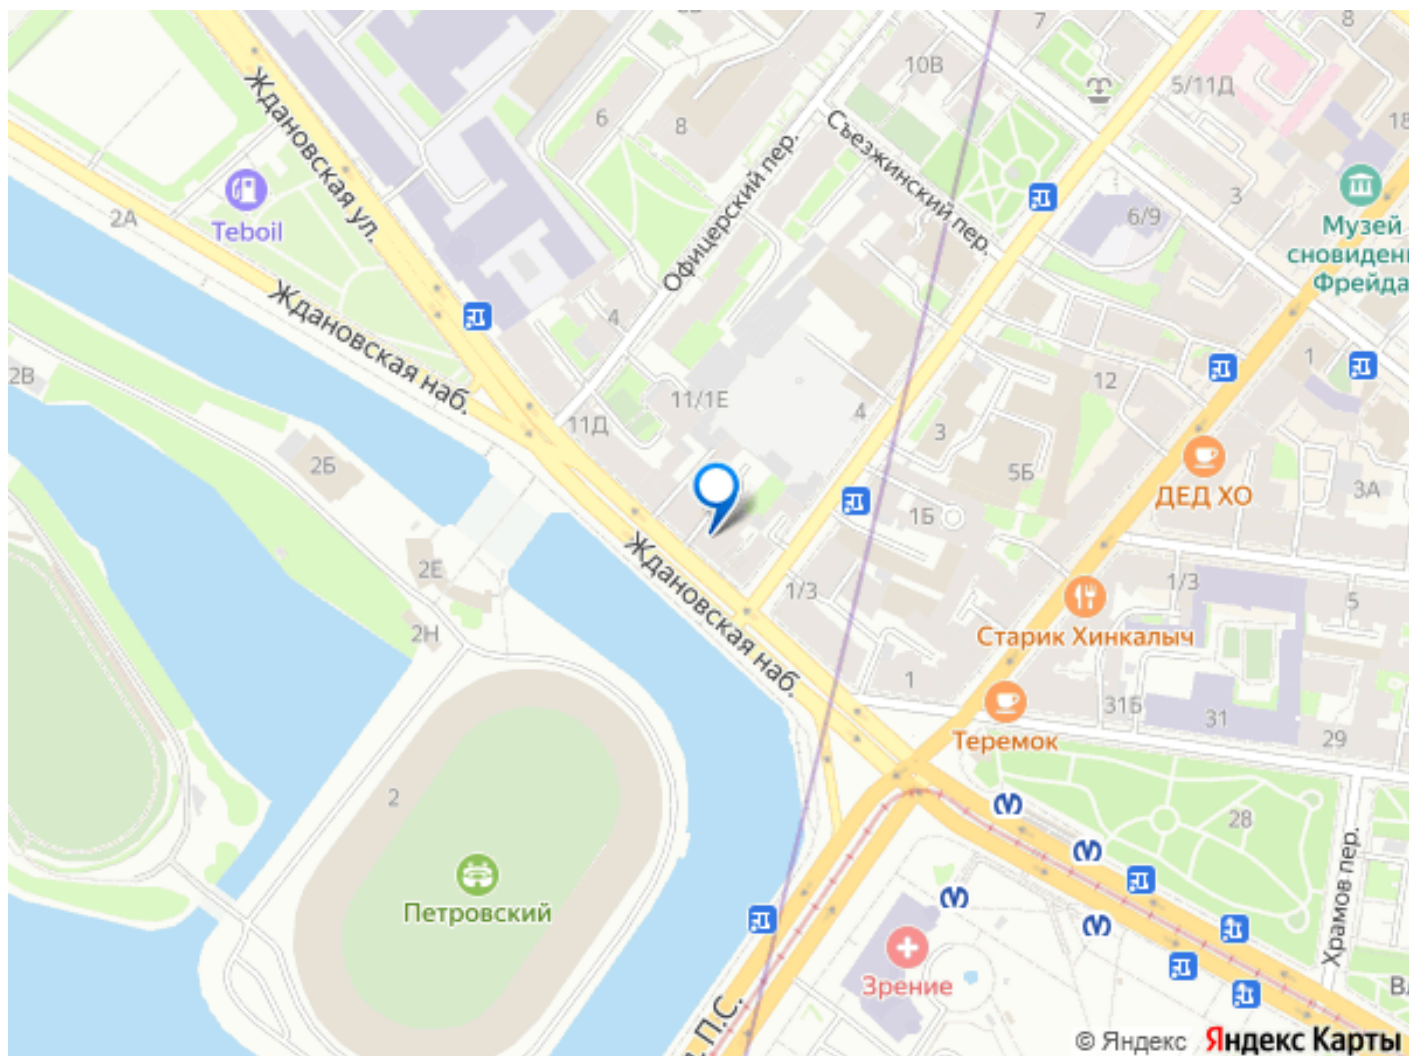 7
8
10В
5/11Д
18
6
8
Съезжинский пер.
Ждановская ул.
Офицерский пер.
3
6/9
Музей
сновидени
Фрейда
2А
Teboil
Ждановская наб.
4
2В
1
11/1Е
12
4
11Д
3
2Б
5Б
3А
ДЕД ХО
1Б
Ждановская наб.
2Е
1/3
1/3
5
2Н
Старик Хинкалыч
1
31Б
31
29
Теремок
2
28
Храмов пер.
Петровский
Зрение
П.С.
Вл
© Яндекс Яндекс Карты